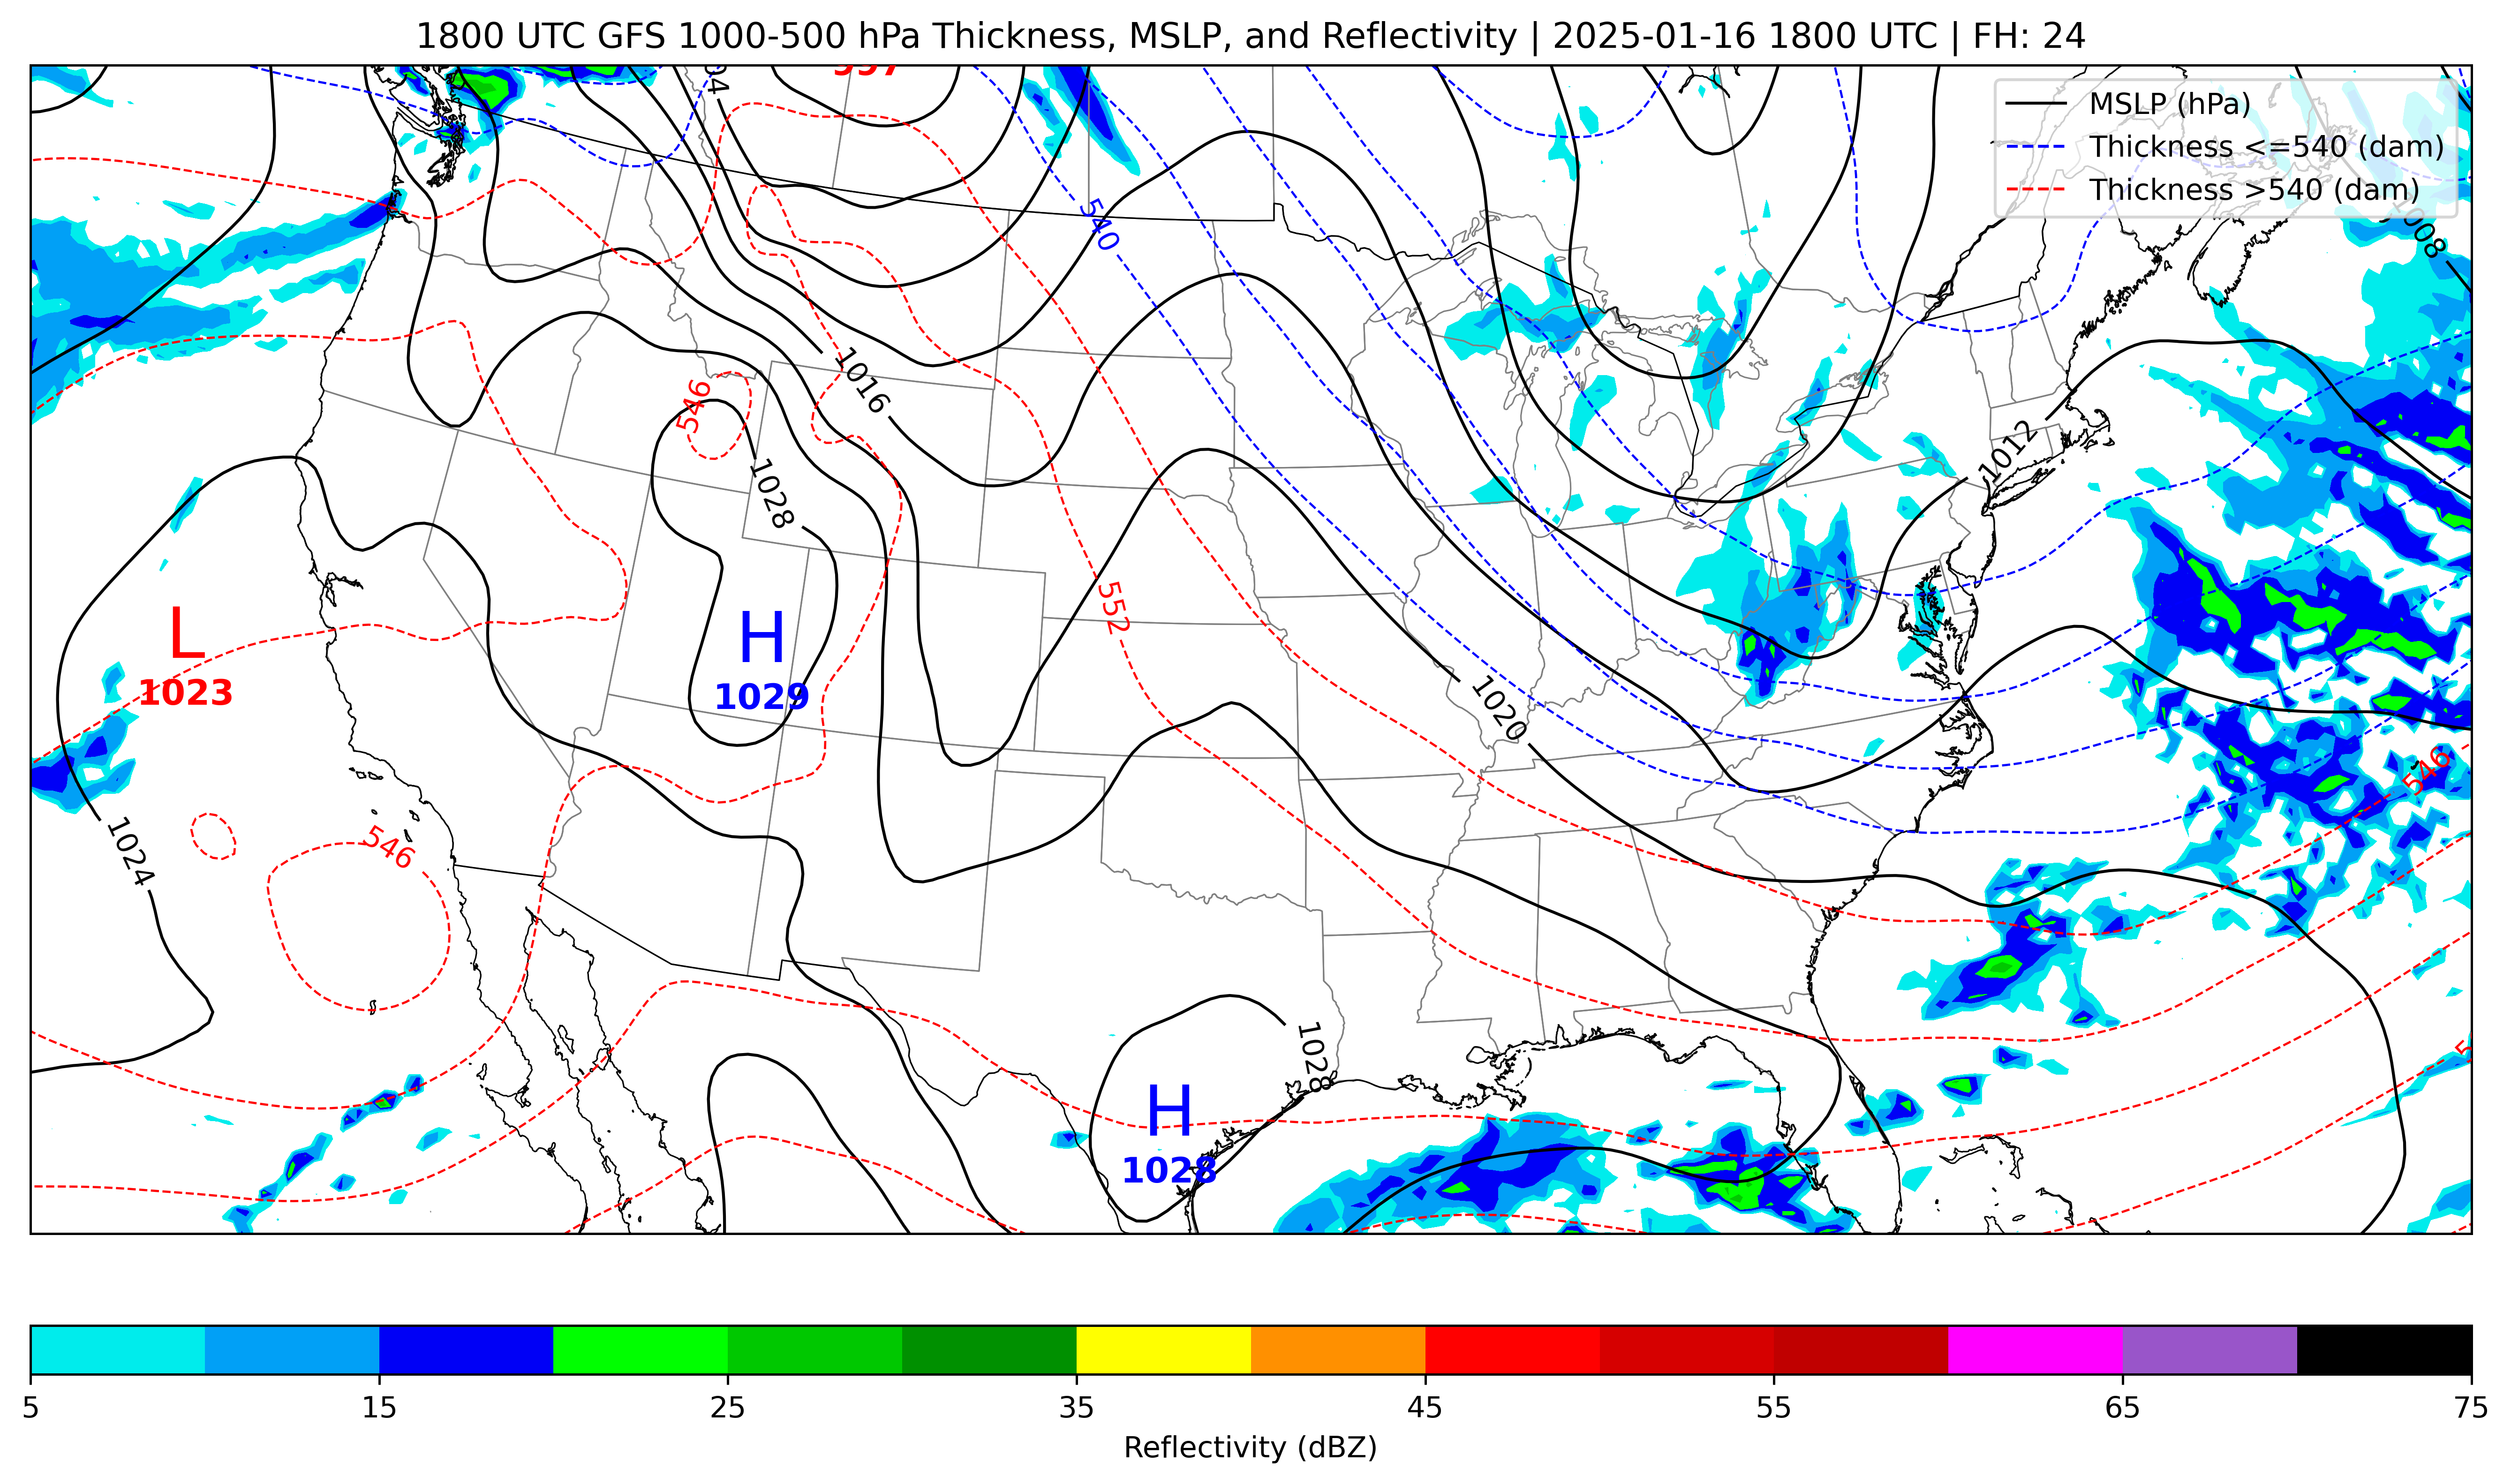 1800 UTC GFS 1000-500 hPa Thickness, MSLP, and Reflectivity | 2025-01-16 1800 UTC | FH: 24
MSLP (hPa)
Thickness <=540 (dam)
Thickness >540 (dam)
1008
540
1016
546
1028
1012
552
L
1023
H
1029
1020
546
1024
546
1028
H
1028
5
15
25
35
45
55
65
75
Reflectivity (dBZ)